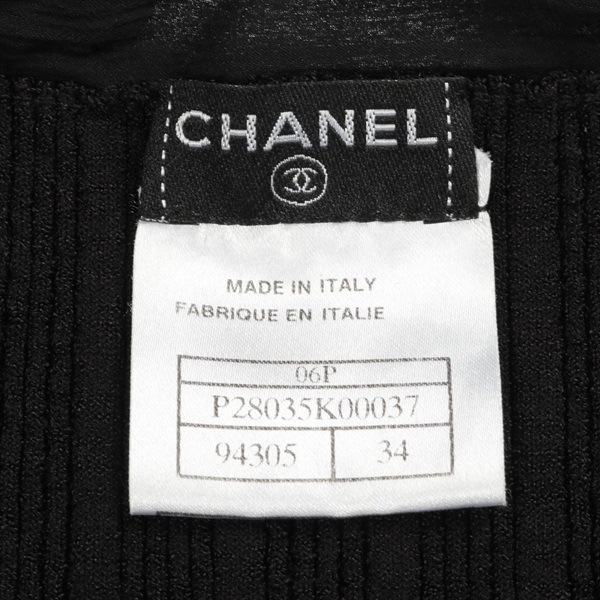 CHANEL
MADE IN ITALY
FABRIQUE EN ITALIE
06P
P28035K00037
94305 34